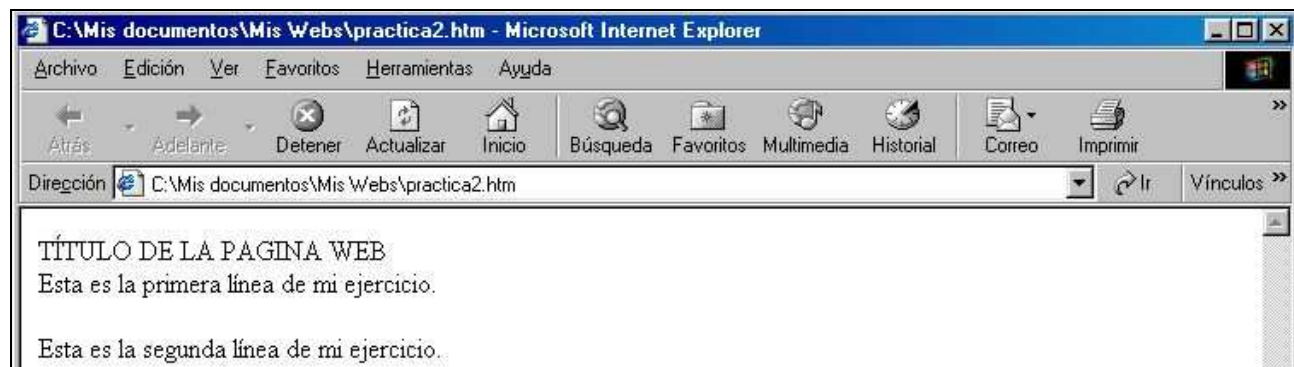 C:\Mis documentos\Mis Webs\practica2.htm - Microsoft Internet Explorer
Archivo Edición Ver Favoritos Herramientas Ayuda
Atrás Adelante Detener Actualizar Inicio Búsqueda Favoritos Multimedia Historial Correo Imprimir »
Dirección C:\Mis documentos\Mis Webs\practica2.htm Ir Vínculos »
TÍTULO DE LA PAGINA WEB
Esta es la primera línea de mi ejercicio.
Esta es la segunda línea de mi ejercicio.